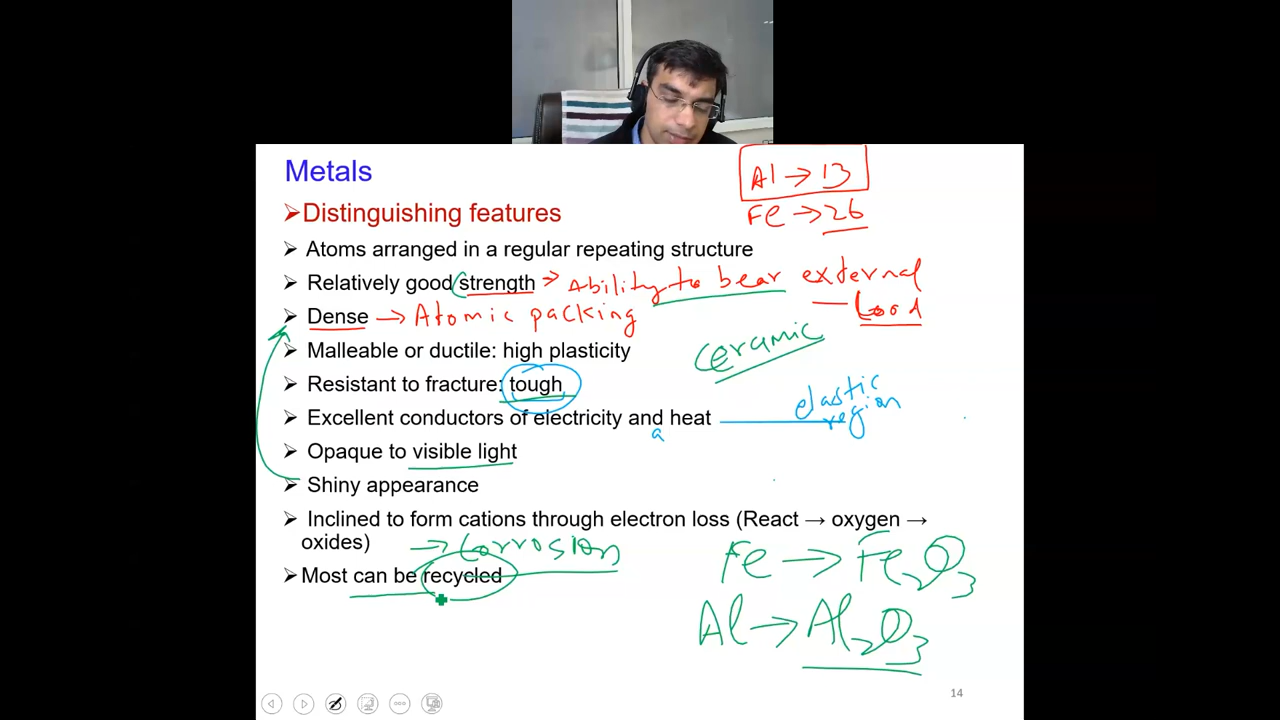 Metals
Al → 13
Fe → 26
➢Distinguishing features
➢ Atoms arranged in a regular repeating structure
➢ Relatively good strength → Ability to bear external
Load
➢ Dense → Atomic packing
ceramic
➢ Malleable or ductile: high plasticity
➢ Resistant to fracture: tough
elastic
region
➢ Excellent conductors of electricity and heat
a
➢ Opaque to visible light
➢ Shiny appearance
➢ Inclined to form cations through electron loss (React → oxygen →
oxides) → Corrosion
Fe → Fe2O3
➢Most can be recycled
Al → Al2O3
14